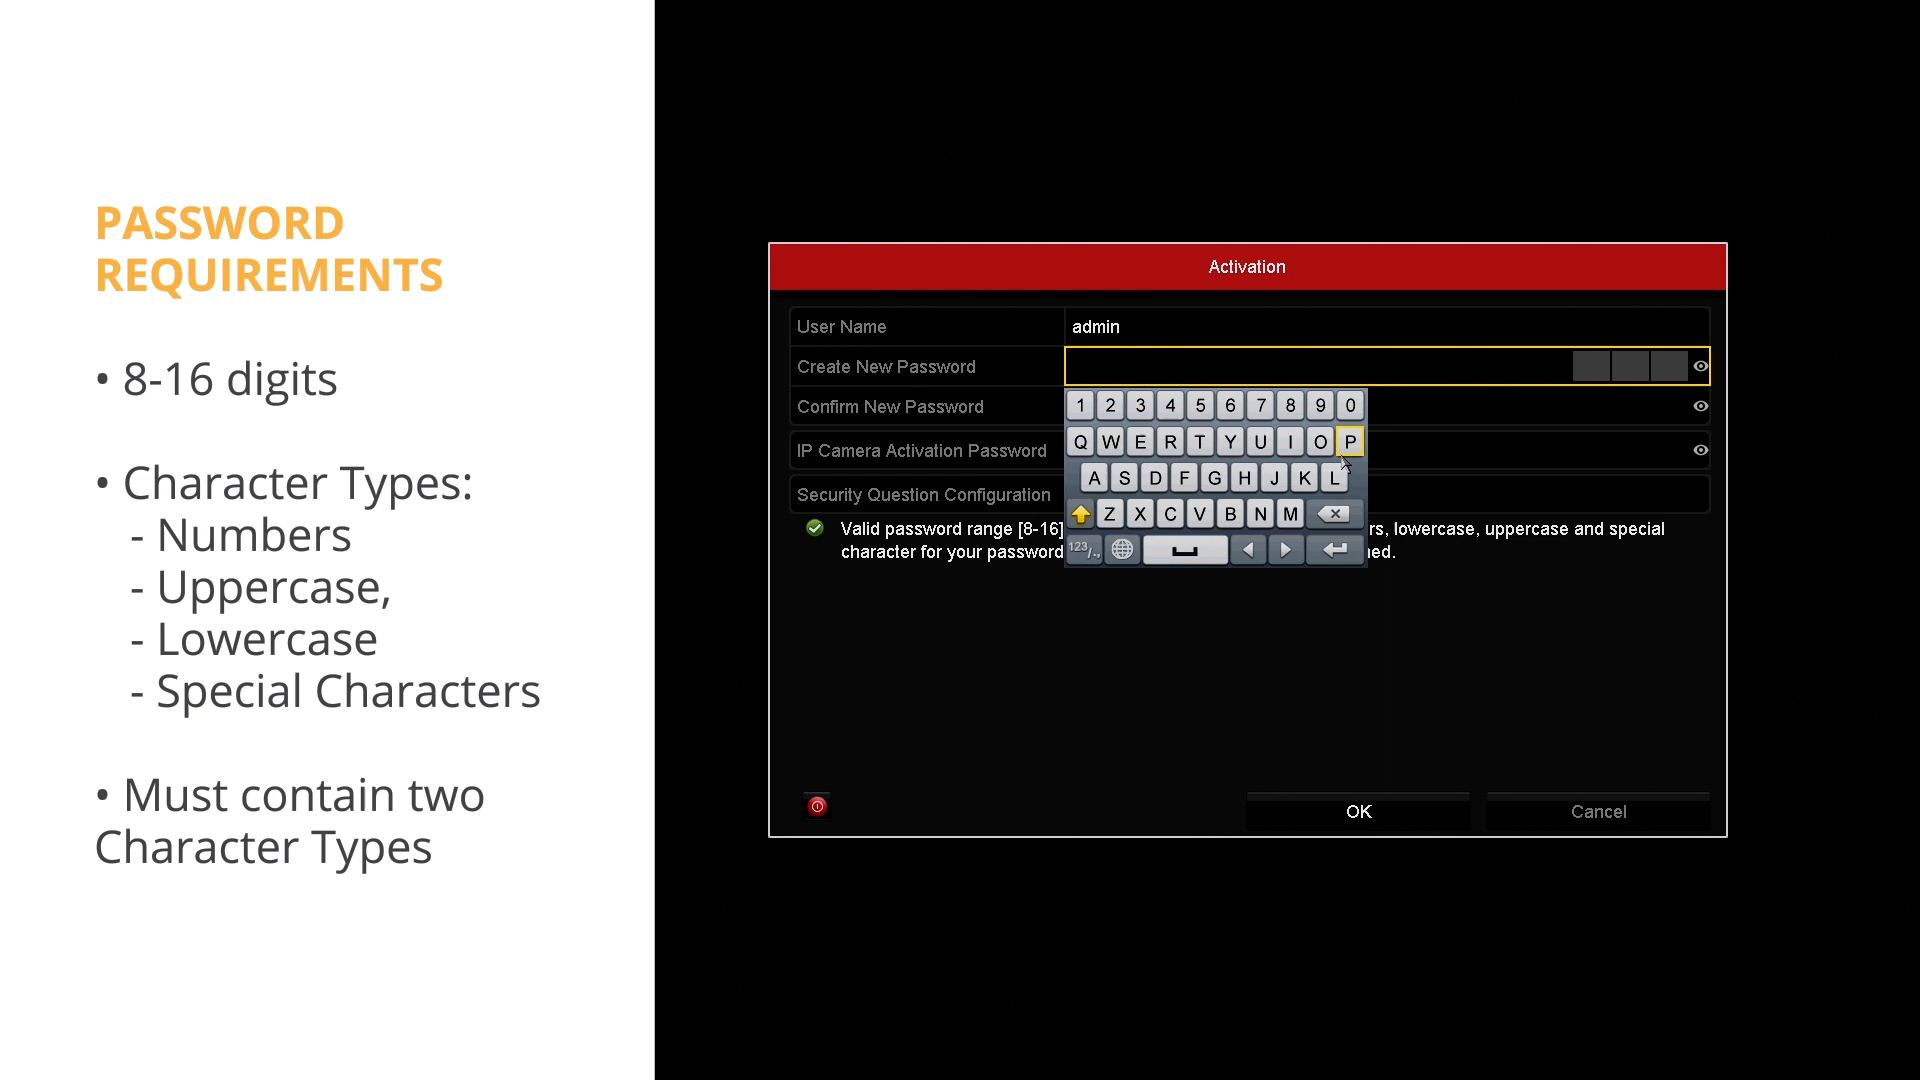 PASSWORD
REQUIREMENTS
• 8-16 digits
• Character Types:
- Numbers
- Uppercase,
- Lowercase
- Special Characters
• Must contain two
Character Types
Activation
User Name admin
Create New Password
Confirm New Password
IP Camera Activation Password
Security Question Configuration
1 2 3 4 5 6 7 8 9 0
Q W E R T Y U I O P
A S D F G H J K L
Z X C V B N M
123/.,
Valid password range [8-16] rs, lowercase, uppercase and special
character for your password ed.
OK Cancel